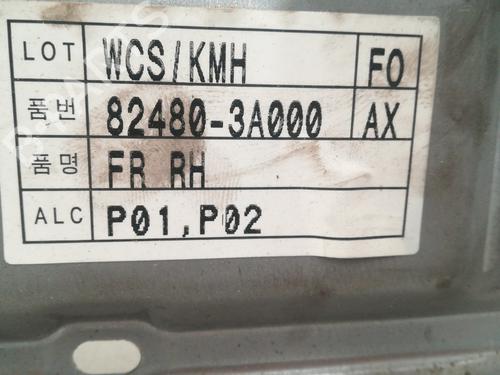 LOT WCS/KMH FO
품번 82480-3A000 AX
품명 FR RH
ALC P01,P02